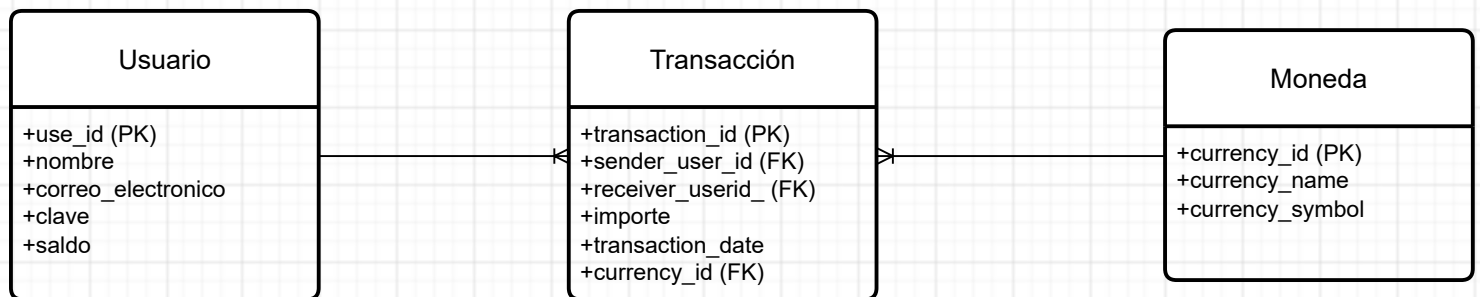 Usuario
+use_id (PK)
+nombre
+correo_electronico
+clave
+saldo
Transacción
+transaction_id (PK)
+sender_user_id (FK)
+receiver_userid_ (FK)
+importe
+transaction_date
+currency_id (FK)
Moneda
+currency_id (PK)
+currency_name
+currency_symbol